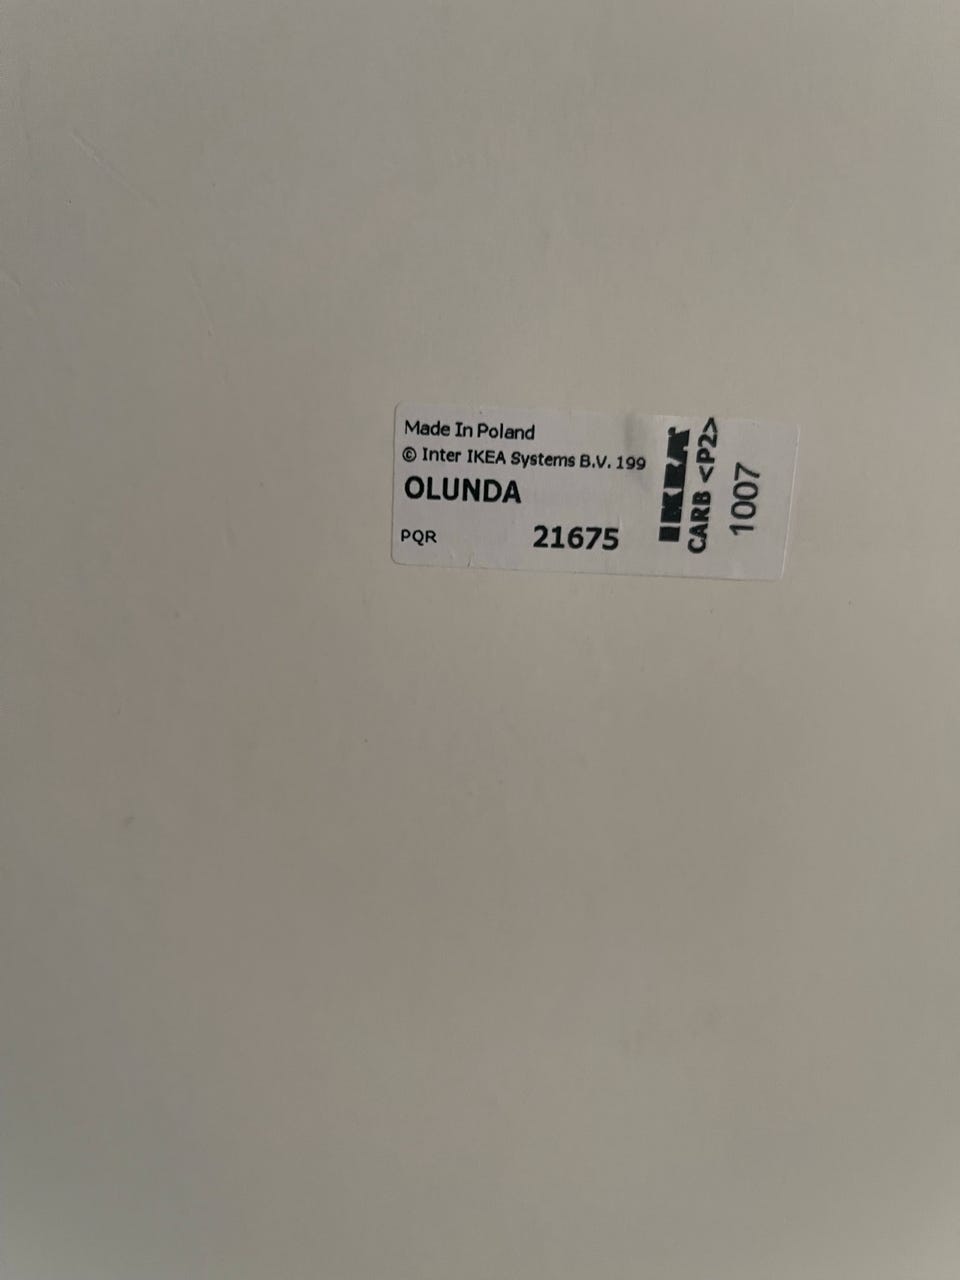 Made In Poland
© Inter IKEA Systems B.V. 199
OLUNDA
PQR 21675
IKEA
CARB <P2>
1007